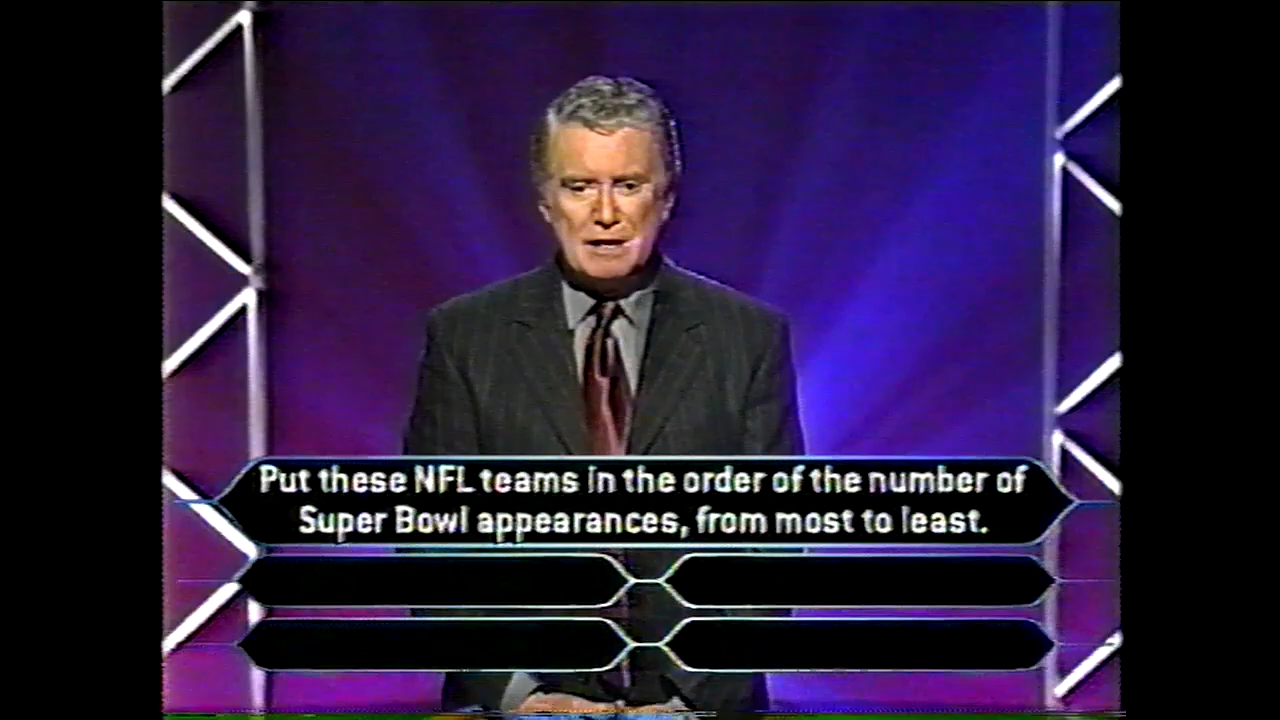 Put these NFL teams in the order of the number of
Super Bowl appearances, from most to least.